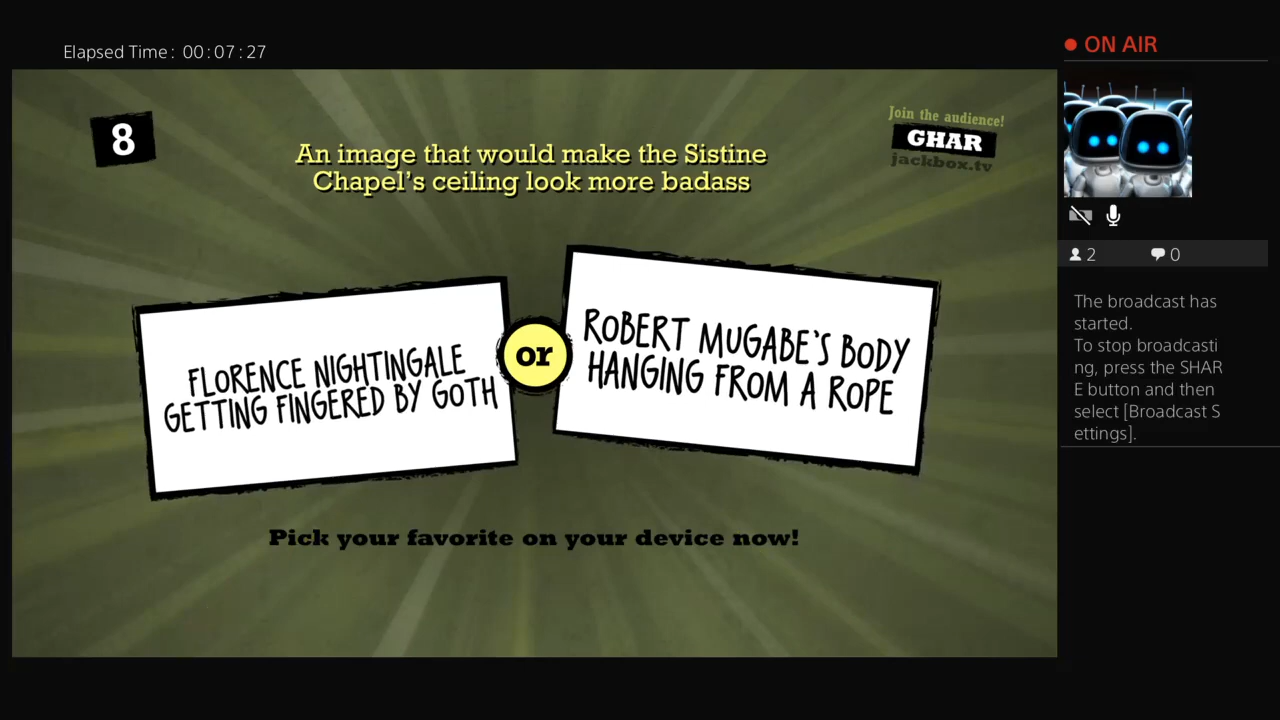 Elapsed Time: 00:07:27
ON AIR
8
An image that would make the Sistine
Chapel's ceiling look more badass
Join the audience!
GHAR
jackbox.tv
FLORENCE NIGHTINGALE
GETTING FINGERED BY GOTH
or
ROBERT MUGABE'S BODY
HANGING FROM A ROPE
Pick your favorite on your device now!
2
0
The broadcast has
started.
To stop broadcasti
ng, press the SHAR
E button and then
select [Broadcast S
ettings].